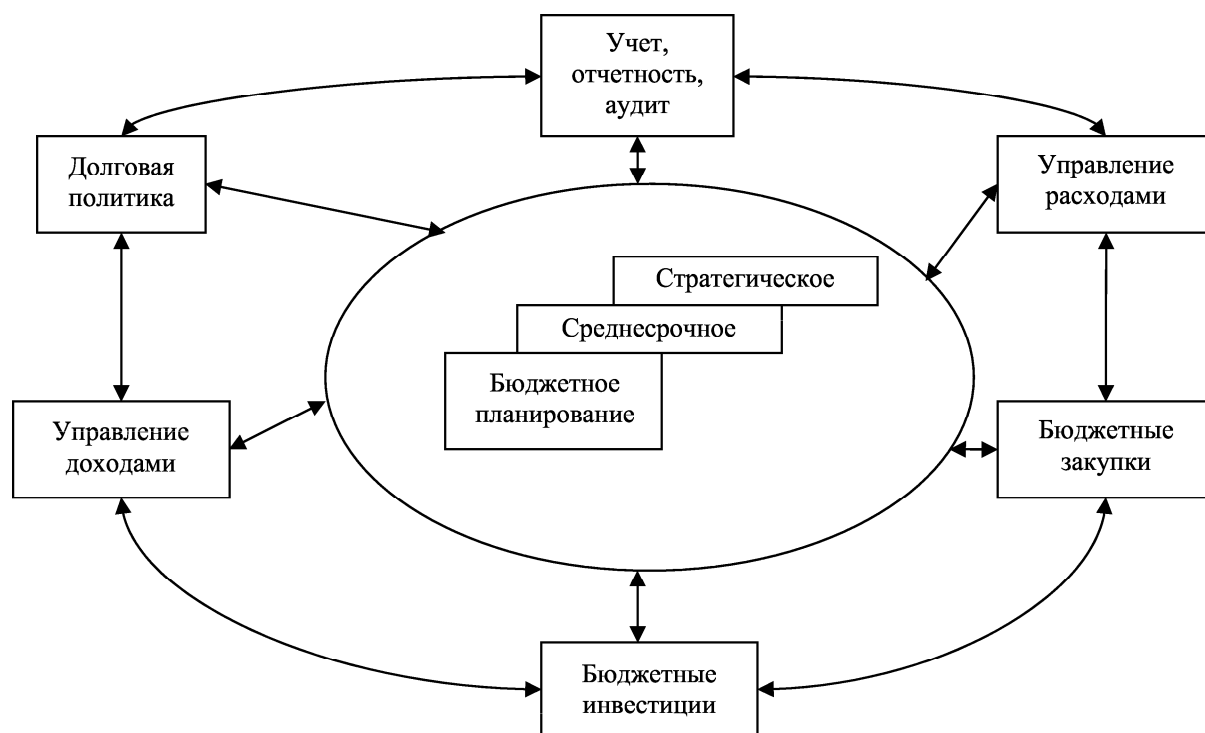 Учет,
отчетность,
аудит
Долговая
политика
Управление
расходами
Стратегическое
Среднесрочное
Бюджетное
планирование
Управление
доходами
Бюджетные
закупки
Бюджетные
инвестиции